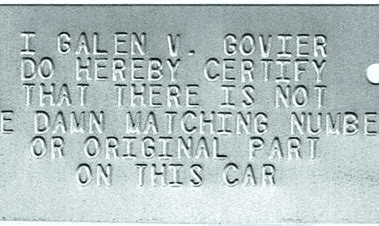 I GALEN V. GOVIER
DO HEREBY CERTIFY
THAT THERE IS NOT
E DAMN MATCHING NUMBE
OR ORIGINAL PART
ON THIS CAR